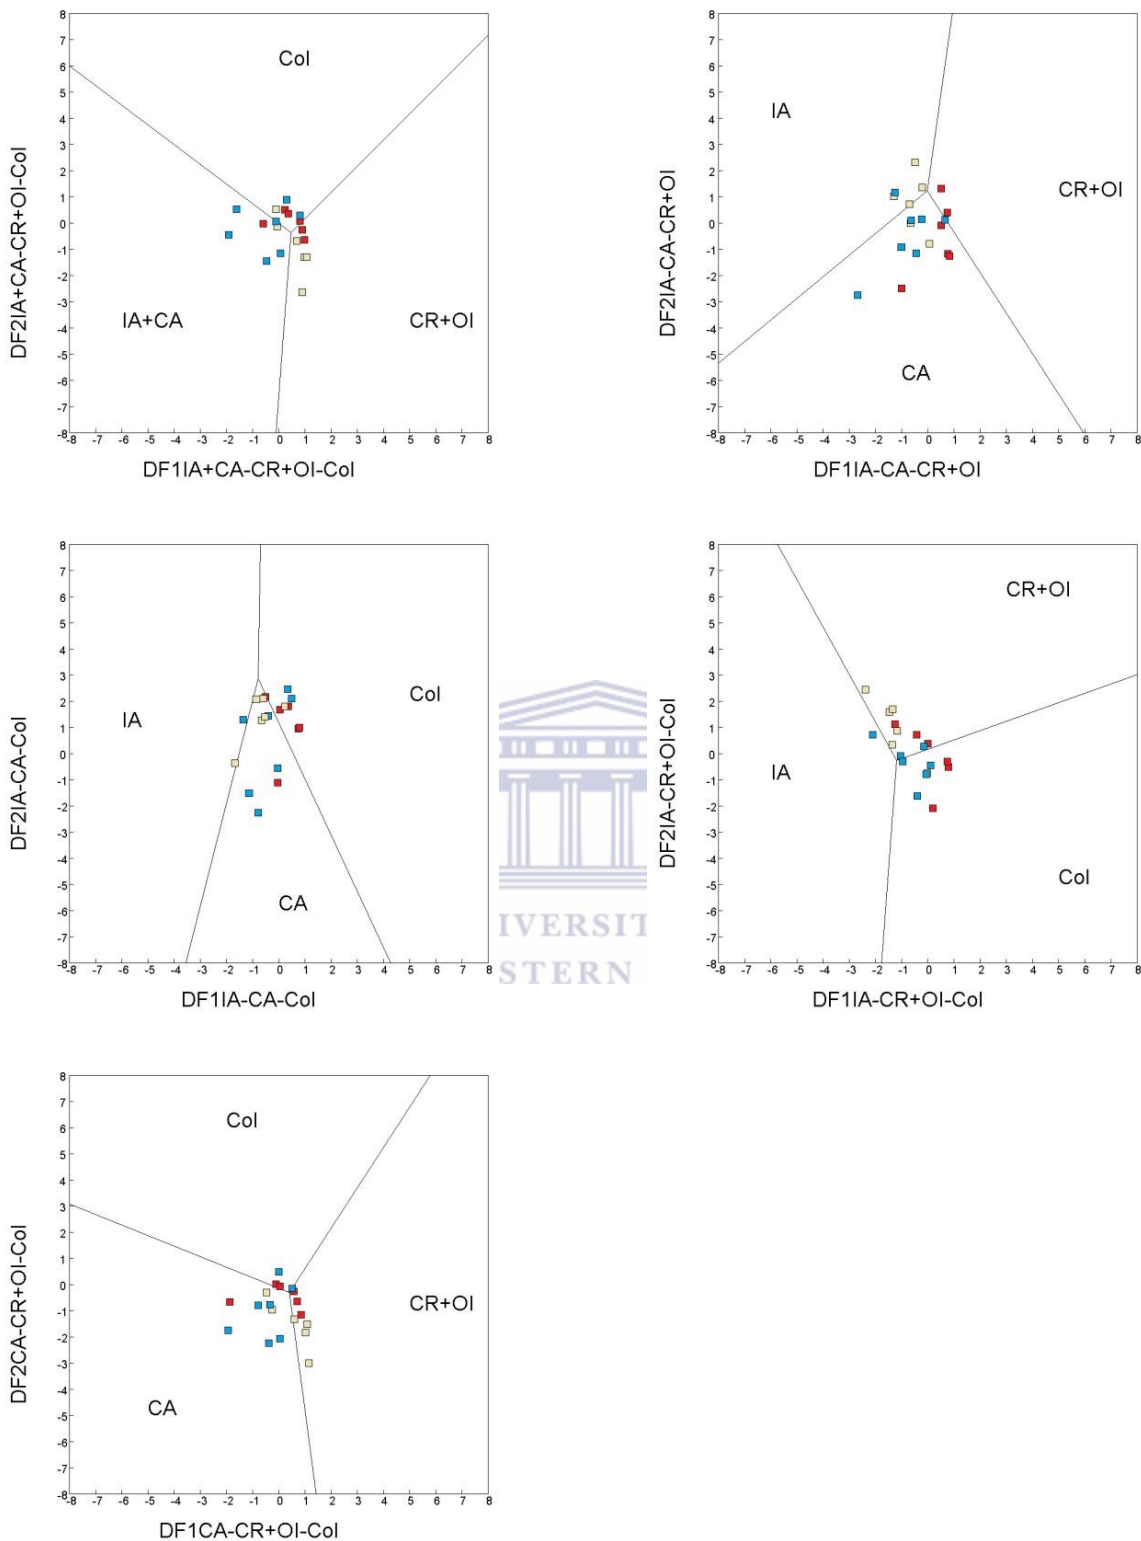 DF2IA+CA-CR+OI-Col
8
7
6
5
4
3
2
1
0
-1
-2
-3
-4
-5
-6
-7
-8
Col
IA+CA
CR+OI
-8 -7 -6 -5 -4 -3 -2 -1 0 1 2 3 4 5 6 7 8
DF1IA+CA-CR+OI-Col
DF2IA-CA-CR+OI
8
7
6
5
4
3
2
1
0
-1
-2
-3
-4
-5
-6
-7
-8
IA
CR+OI
CA
-8 -7 -6 -5 -4 -3 -2 -1 0 1 2 3 4 5 6 7 8
DF1IA-CA-CR+OI
DF2IA-CA-Col
8
7
6
5
4
3
2
1
0
-1
-2
-3
-4
-5
-6
-7
-8
IA
Col
CA
-8 -7 -6 -5 -4 -3 -2 -1 0 1 2 3 4 5 6 7 8
DF1IA-CA-Col
IVERSIT
STERN
DF2IA-CR+OI-Col
8
7
6
5
4
3
2
1
0
-1
-2
-3
-4
-5
-6
-7
-8
CR+OI
IA
Col
-8 -7 -6 -5 -4 -3 -2 -1 0 1 2 3 4 5 6 7 8
DF1IA-CR+OI-Col
DF2CA-CR+OI-Col
8
7
6
5
4
3
2
1
0
-1
-2
-3
-4
-5
-6
-7
-8
Col
CR+OI
CA
-8 -7 -6 -5 -4 -3 -2 -1 0 1 2 3 4 5 6 7 8
DF1CA-CR+OI-Col